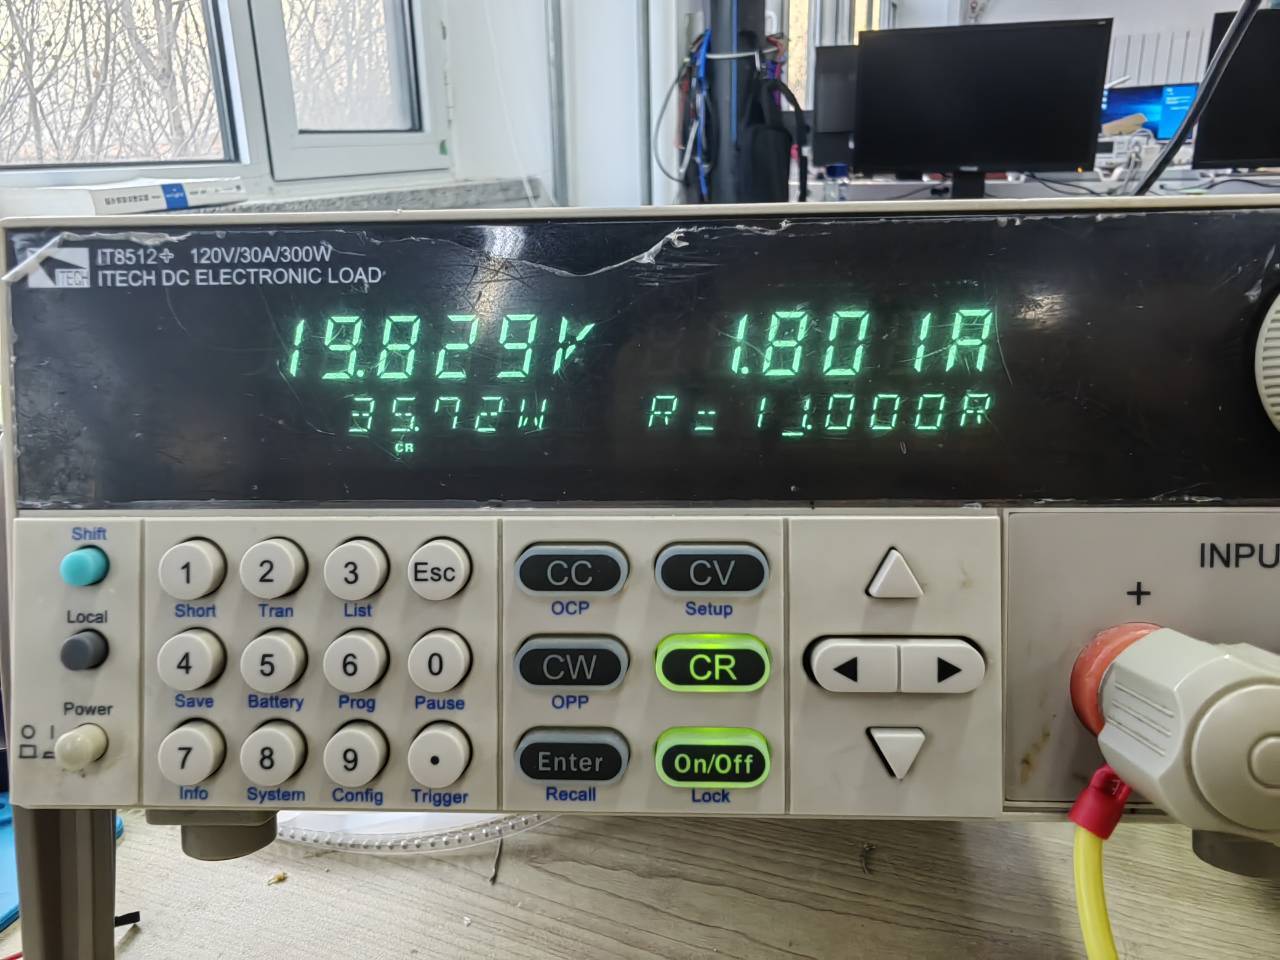 IT8512+ 120V/30A/300W
ITECH
ITECH DC ELECTRONIC LOAD
19.829V 1.801A
35.72W R=11.000R
CR
Shift
Local
Power
1 2 3 Esc
Short Tran List
4 5 6 0
Save Battery Prog Pause
7 8 9 .
Info System Config Trigger
CC CV
OCP Setup
CW CR
OPP
Enter On/Off
Recall Lock
INPU
+